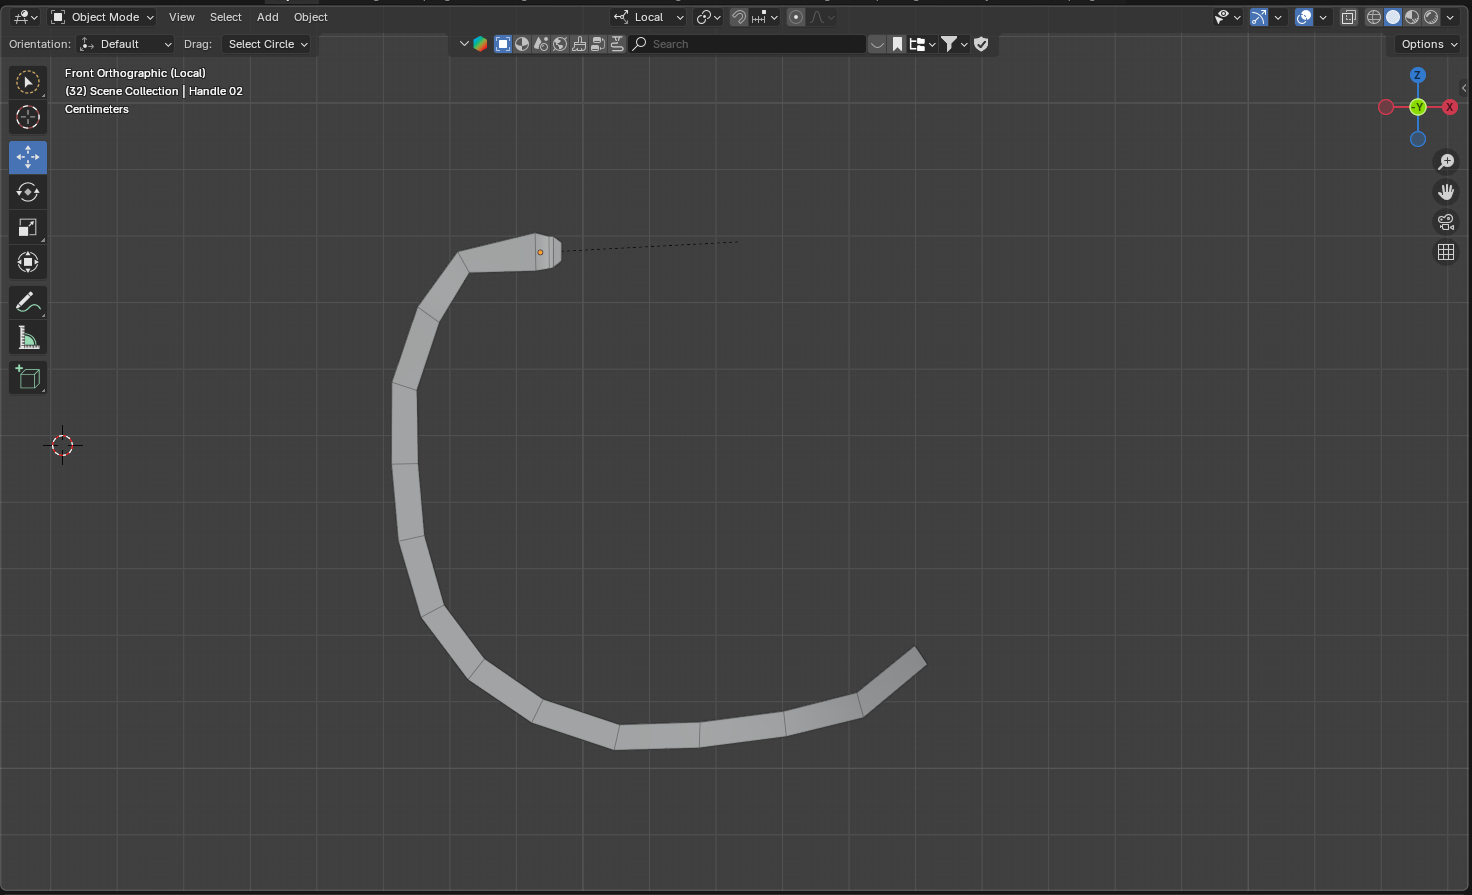 Object Mode View Select Add Object Local
Orientation: Default Drag: Select Circle Search Options
Front Orthographic (Local)
(32) Scene Collection | Handle 02
Centimeters
Z
-Y X